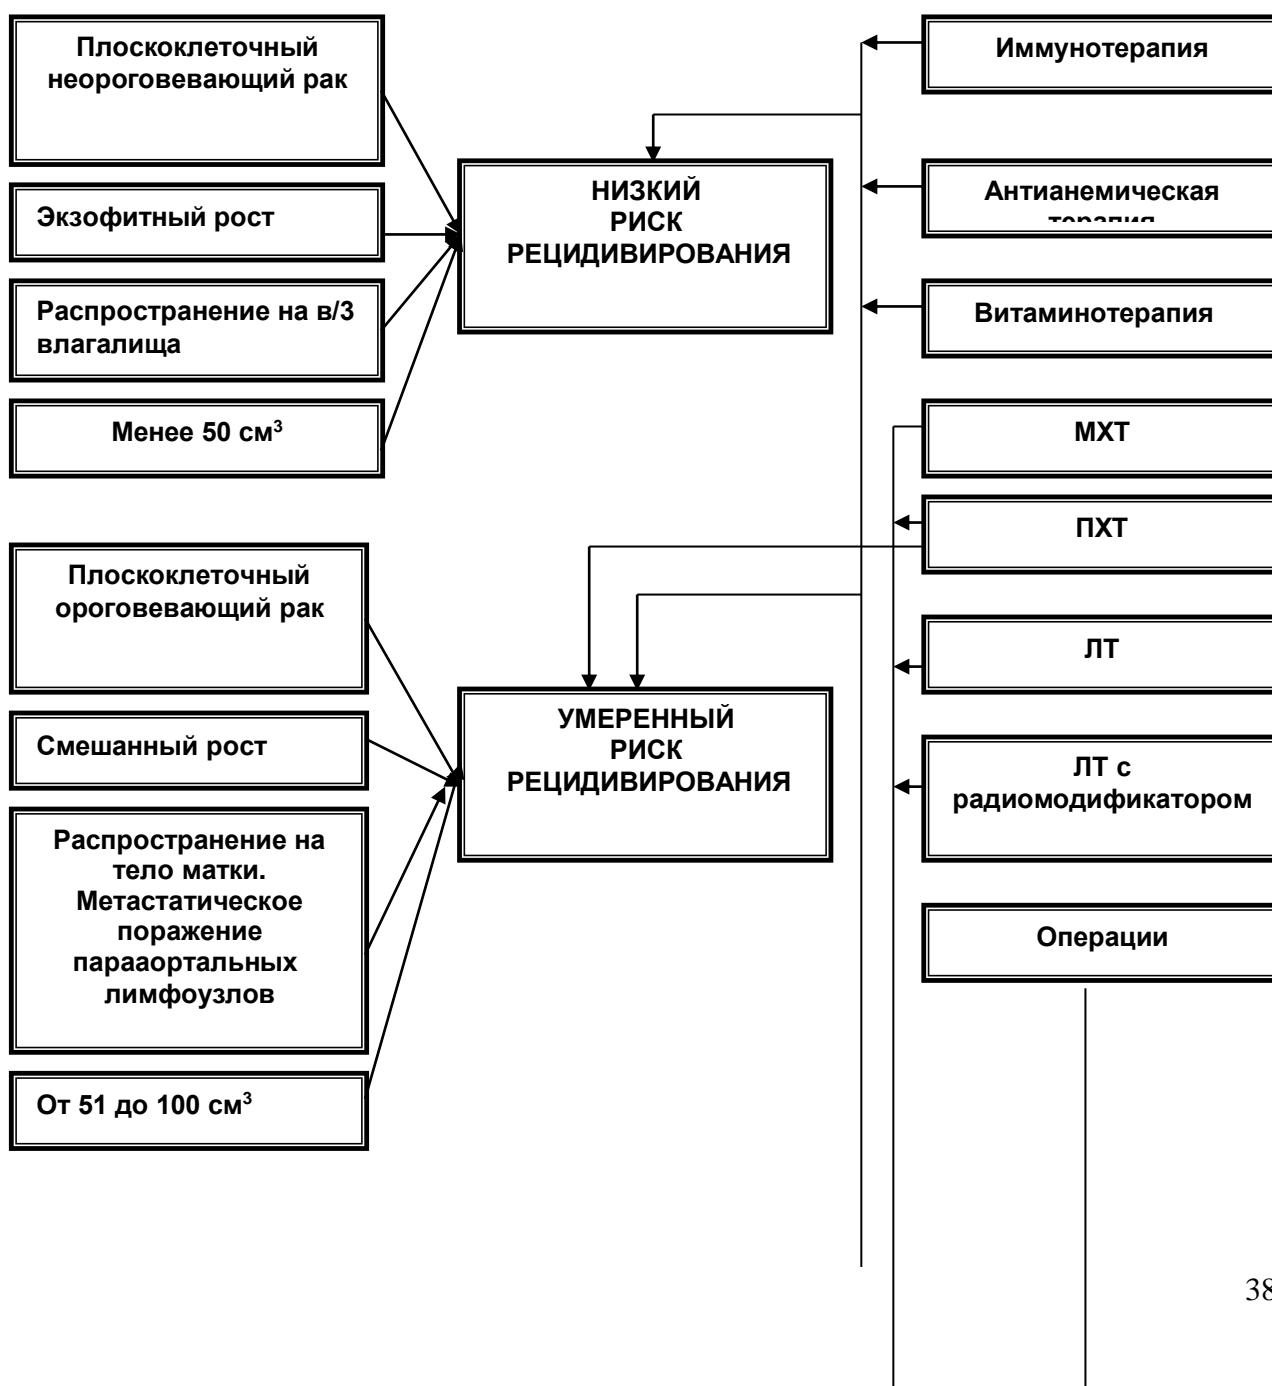 Плоскоклеточный
неороговевающий рак
Экзофитный рост
Распространение на в/3
влагалища
Менее 50 см³
НИЗКИЙ
РИСК
РЕЦИДИВИРОВАНИЯ
Иммунотерапия
Антианемическая
терапия
Витаминотерапия
МХТ
ПХТ
ЛТ
ЛТ с
радиомодификатором
Операции
Плоскоклеточный
ороговевающий рак
Смешанный рост
Распространение на
тело матки.
Метастатическое
поражение
парааортальных
лимфоузлов
От 51 до 100 см³
УМЕРЕННЫЙ
РИСК
РЕЦИДИВИРОВАНИЯ
38